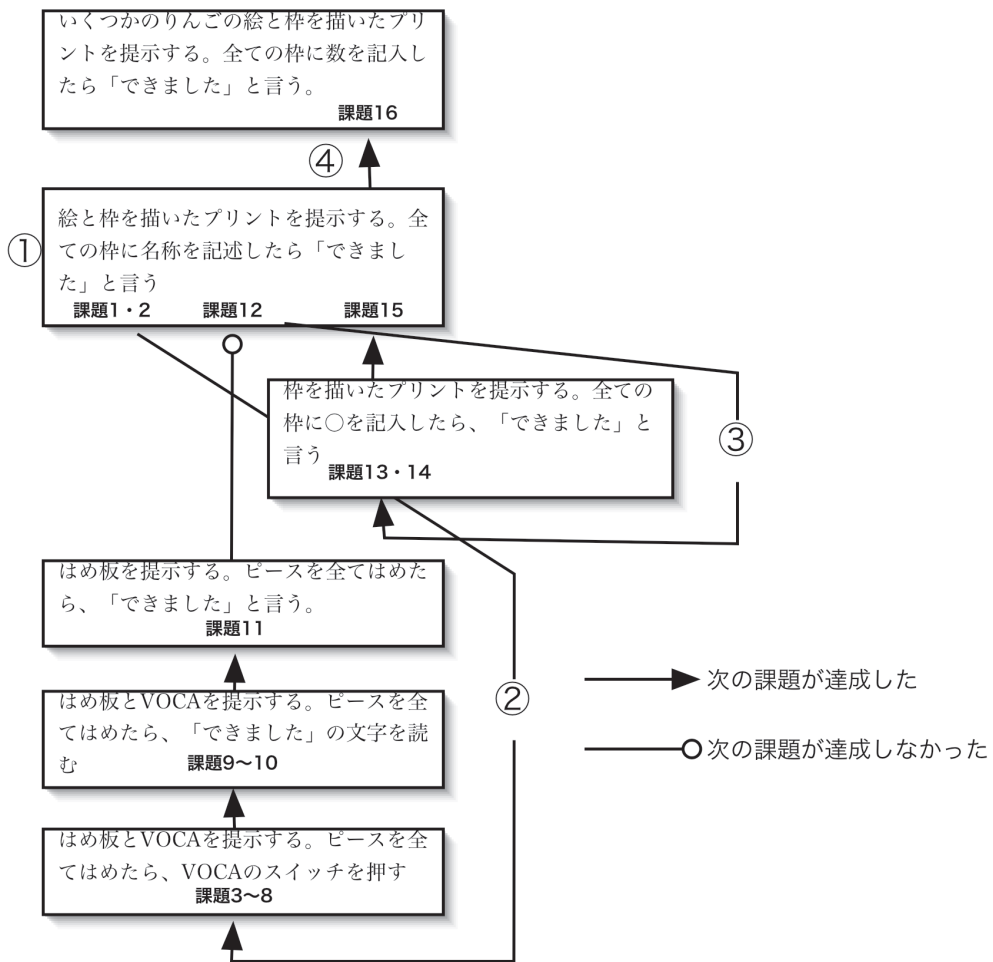 いくつかのりんごの絵と枠を描いたプリ
ントを提示する。全ての枠に数を記入し
たら「できました」と言う。
課題16
④
①
絵と枠を描いたプリントを提示する。全
ての枠に名称を記述したら「できまし
た」と言う
課題1・2 課題12 課題15
枠を描いたプリントを提示する。全ての
枠に○を記入したら、「できました」と
言う
課題13・14
③
はめ板を提示する。ピースを全てはめた
ら、「できました」と言う。
課題11
はめ板とVOCAを提示する。ピースを全
てはめたら、「できました」の文字を読
む
課題9〜10
はめ板とVOCAを提示する。ピースを全
てはめたら、VOCAのスイッチを押す
課題3〜8
②
次の課題が達成した
次の課題が達成しなかった